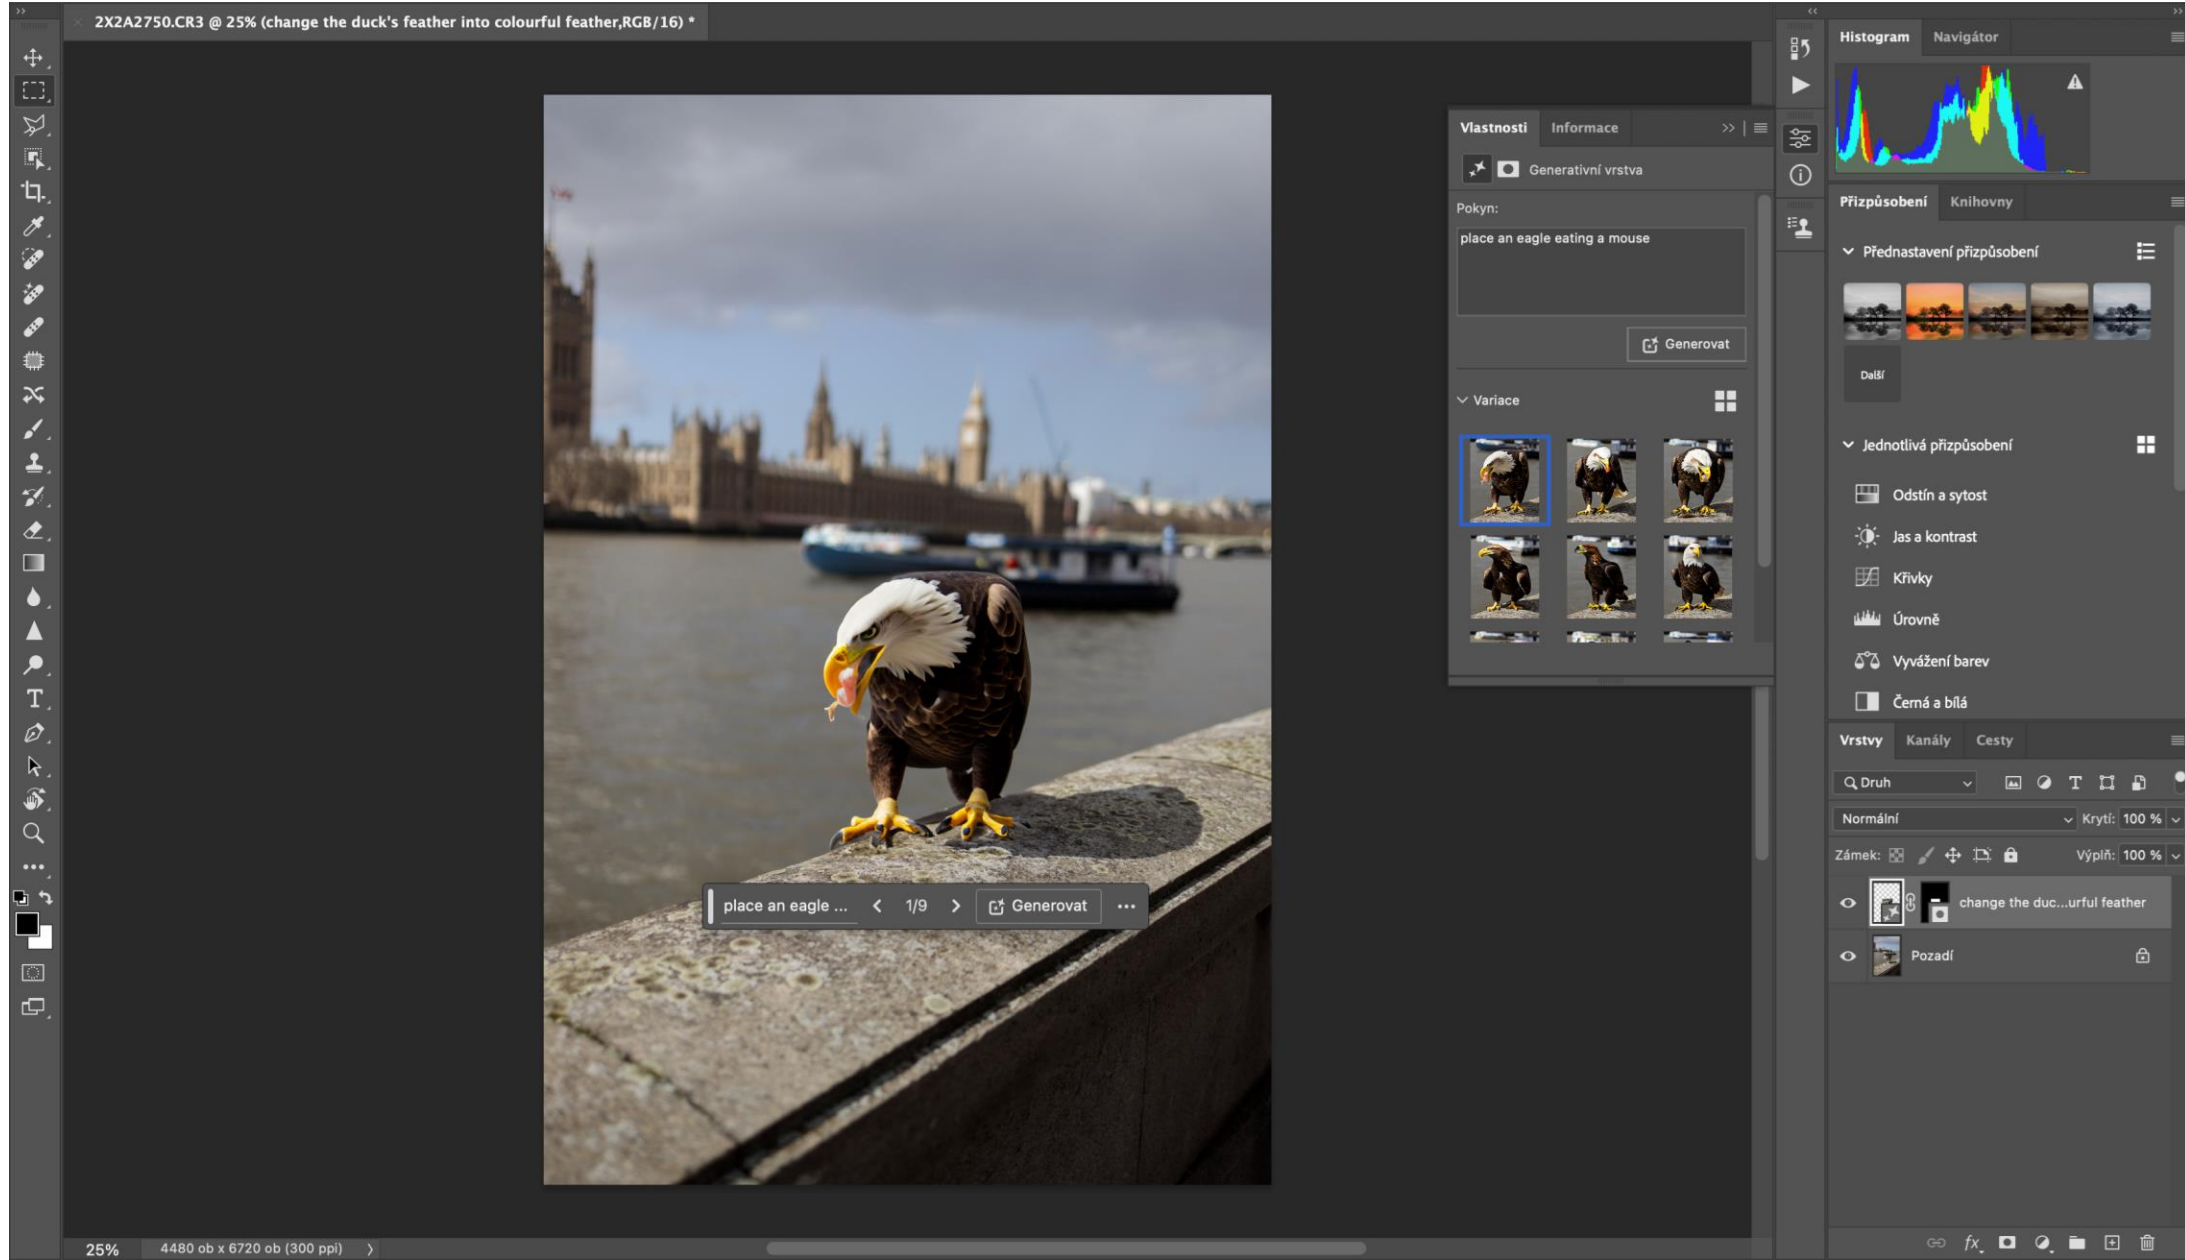 2X2A2750.CR3 @ 25% (change the duck's feather into colourful feather,RGB/16) *
Histogram Navigátor
Vlastnosti Informace
Generativní vrstva
Pokyn:
place an eagle eating a mouse
Generovat
Variace
Přizpůsobení Knihovny
Přednastavení přizpůsobení
Další
Jednotlivá přizpůsobení
Odstín a sytost
Jas a kontrast
Křivky
Úrovně
Vyvážení barev
Černá a bílá
Vrstvy Kanály Cesty
Druh
Normální Krytí: 100 %
Zámek: Výplň: 100 %
change the duc...urful feather
Pozadí
place an eagle ... 1/9 Generovat
25% 4480 ob x 6720 ob (300 ppi)